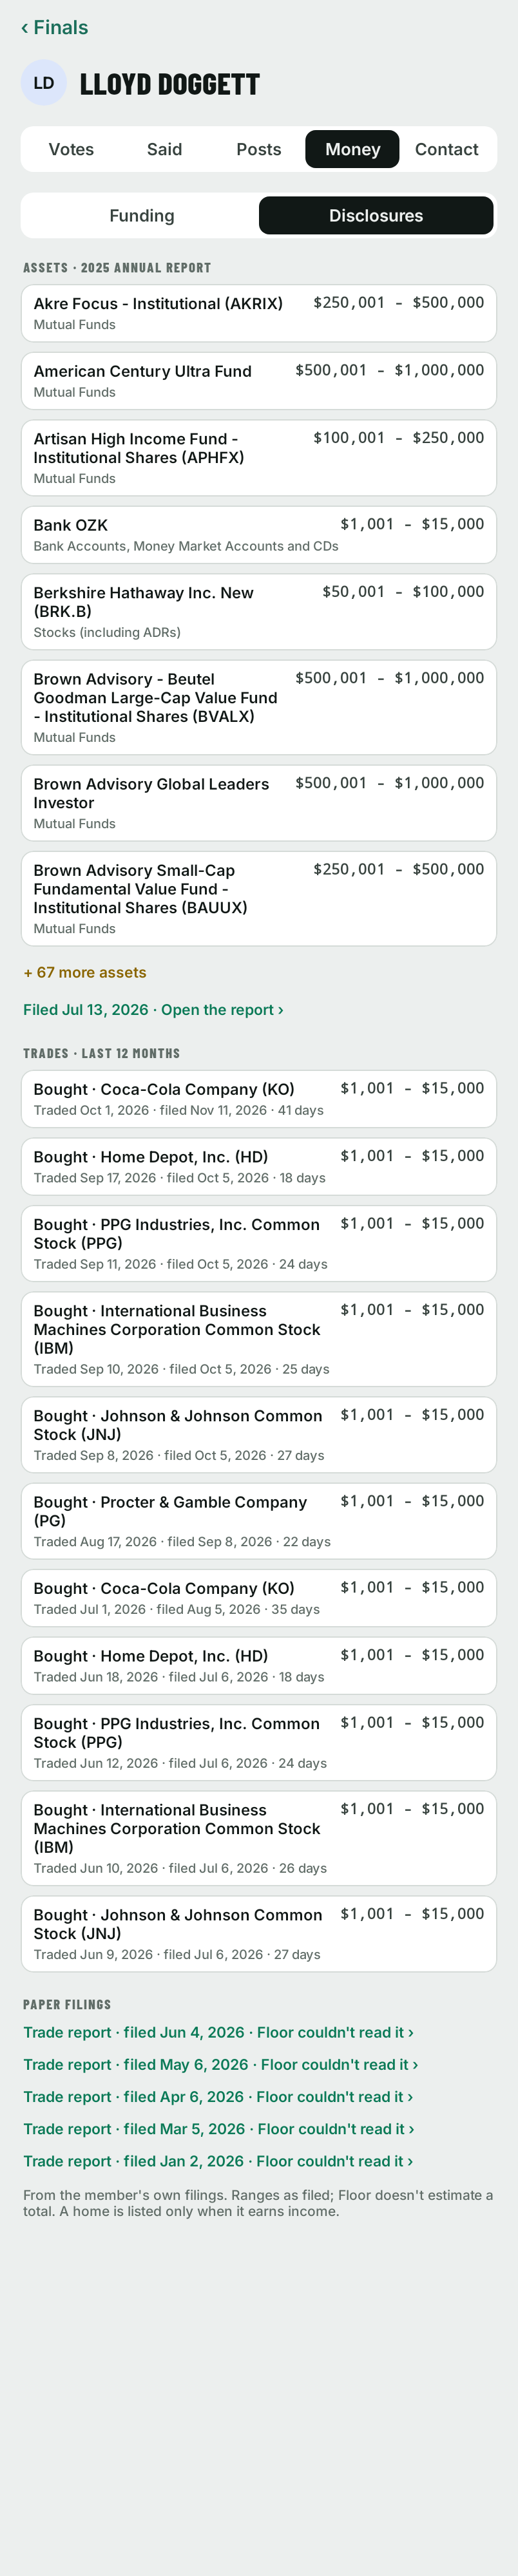 ‹ Finals
LD
LLOYD DOGGETT
Votes Said Posts Money Contact
Funding Disclosures
ASSETS · 2025 ANNUAL REPORT
Akre Focus - Institutional (AKRIX) $250,001 – $500,000
Mutual Funds
American Century Ultra Fund $500,001 – $1,000,000
Mutual Funds
Artisan High Income Fund - $100,001 – $250,000
Institutional Shares (APHFX)
Mutual Funds
Bank OZK $1,001 – $15,000
Bank Accounts, Money Market Accounts and CDs
Berkshire Hathaway Inc. New $50,001 – $100,000
(BRK.B)
Stocks (including ADRs)
Brown Advisory - Beutel $500,001 – $1,000,000
Goodman Large-Cap Value Fund
- Institutional Shares (BVALX)
Mutual Funds
Brown Advisory Global Leaders $500,001 – $1,000,000
Investor
Mutual Funds
Brown Advisory Small-Cap $250,001 – $500,000
Fundamental Value Fund -
Institutional Shares (BAUUX)
Mutual Funds
+ 67 more assets
Filed Jul 13, 2026 · Open the report ›
TRADES · LAST 12 MONTHS
Bought · Coca-Cola Company (KO) $1,001 – $15,000
Traded Oct 1, 2026 · filed Nov 11, 2026 · 41 days
Bought · Home Depot, Inc. (HD) $1,001 – $15,000
Traded Sep 17, 2026 · filed Oct 5, 2026 · 18 days
Bought · PPG Industries, Inc. Common $1,001 – $15,000
Stock (PPG)
Traded Sep 11, 2026 · filed Oct 5, 2026 · 24 days
Bought · International Business $1,001 – $15,000
Machines Corporation Common Stock
(IBM)
Traded Sep 10, 2026 · filed Oct 5, 2026 · 25 days
Bought · Johnson & Johnson Common $1,001 – $15,000
Stock (JNJ)
Traded Sep 8, 2026 · filed Oct 5, 2026 · 27 days
Bought · Procter & Gamble Company $1,001 – $15,000
(PG)
Traded Aug 17, 2026 · filed Sep 8, 2026 · 22 days
Bought · Coca-Cola Company (KO) $1,001 – $15,000
Traded Jul 1, 2026 · filed Aug 5, 2026 · 35 days
Bought · Home Depot, Inc. (HD) $1,001 – $15,000
Traded Jun 18, 2026 · filed Jul 6, 2026 · 18 days
Bought · PPG Industries, Inc. Common $1,001 – $15,000
Stock (PPG)
Traded Jun 12, 2026 · filed Jul 6, 2026 · 24 days
Bought · International Business $1,001 – $15,000
Machines Corporation Common Stock
(IBM)
Traded Jun 10, 2026 · filed Jul 6, 2026 · 26 days
Bought · Johnson & Johnson Common $1,001 – $15,000
Stock (JNJ)
Traded Jun 9, 2026 · filed Jul 6, 2026 · 27 days
PAPER FILINGS
Trade report · filed Jun 4, 2026 · Floor couldn't read it ›
Trade report · filed May 6, 2026 · Floor couldn't read it ›
Trade report · filed Apr 6, 2026 · Floor couldn't read it ›
Trade report · filed Mar 5, 2026 · Floor couldn't read it ›
Trade report · filed Jan 2, 2026 · Floor couldn't read it ›
From the member's own filings. Ranges as filed; Floor doesn't estimate a
total. A home is listed only when it earns income.